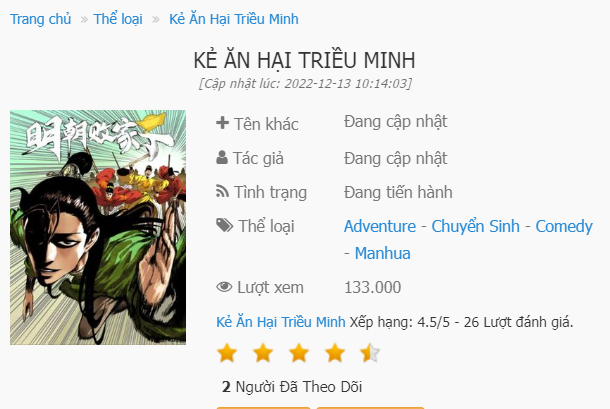 Trang chủ » Thể loại » Kẻ Ăn Hại Triều Minh
KẺ ĂN HẠI TRIỀU MINH
[Cập nhật lúc: 2022-12-13 10:14:03]
明朝败家子
Tên khác Đang cập nhật
Tác giả Đang cập nhật
Tình trạng Đang tiến hành
Thể loại Adventure - Chuyển Sinh - Comedy
- Manhua
Lượt xem 133.000
Kẻ Ăn Hại Triều Minh Xếp hạng: 4.5/5 - 26 Lượt đánh giá.
2 Người Đã Theo Dõi